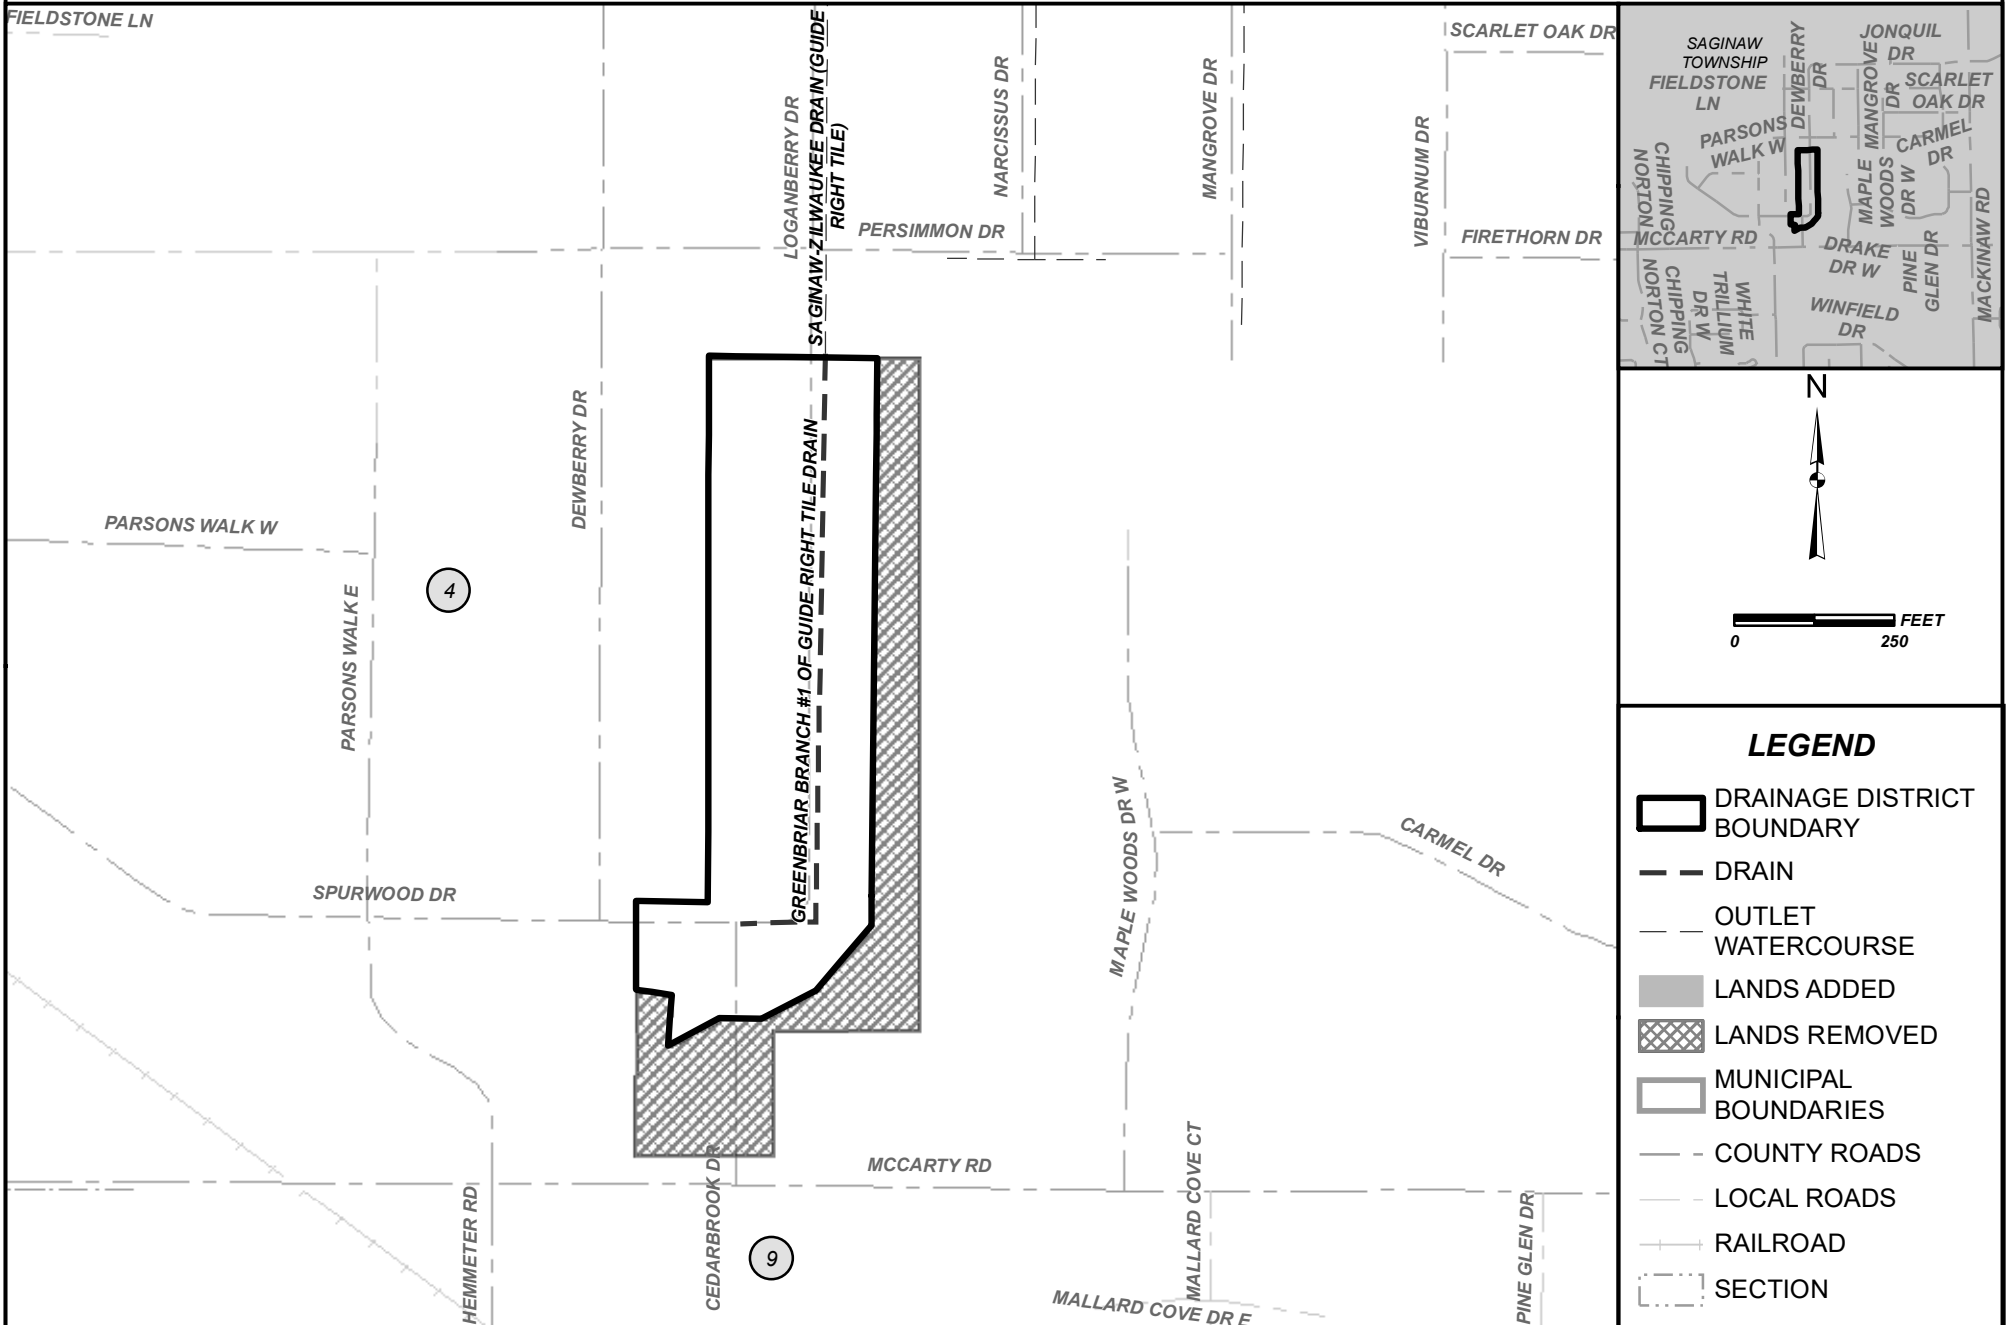 FIELDSTONE LN
LOGANBERRY DR
SAGINAW-ZILWAUKEE DRAIN (GUIDE
RIGHT TILE)
NARCISSUS DR
MANGROVE DR
VIBURNUM DR
SCARLET OAK DR
PERSIMMON DR
FIRETHORN DR
DEWBERRY DR
PARSONS WALK W
PARSONS WALK E
4
GREENBRIAR BRANCH #1 OF GUIDE RIGHT TILE DRAIN
SPURWOOD DR
MAPLE WOODS DR W
CARMEL DR
MCCARTY RD
HEMMETER RD
CEDARBROOK DR
9
MALLARD COVE CT
MALLARD COVE DR E
PINE GLEN DR
SAGINAW
TOWNSHIP
FIELDSTONE
LN
DEWBERRY
DR
JONQUIL
DR
MANGROVE
DR
SCARLET
OAK DR
PARSONS
WALK W
CARMEL
DR
CHIPPING
NORTON
MAPLE
WOODS
DR W
MACKINAW RD
MCCARTY RD
DRAKE
DR W
PINE
GLEN DR
CHIPPING
NORTON CT
WHITE
TRILLIUM
DR W
WINFIELD
DR
N
FEET
0 250
LEGEND
DRAINAGE DISTRICT
BOUNDARY
DRAIN
OUTLET
WATERCOURSE
LANDS ADDED
LANDS REMOVED
MUNICIPAL
BOUNDARIES
COUNTY ROADS
LOCAL ROADS
RAILROAD
SECTION